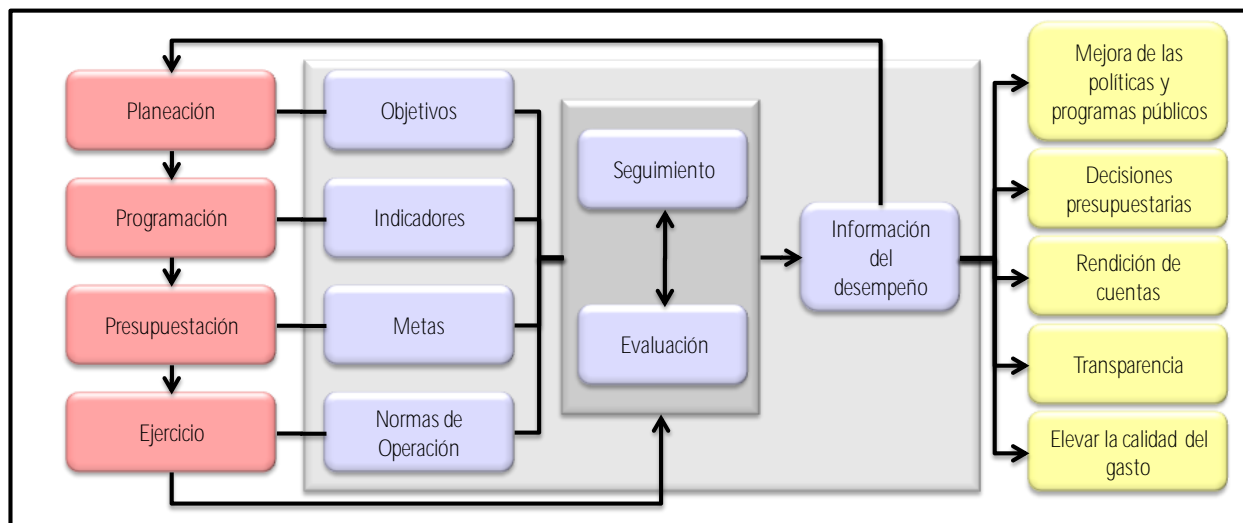 Planeación
Programación
Presupuestación
Ejercicio
Objetivos
Indicadores
Metas
Normas de
Operación
Seguimiento
Evaluación
Información
del
desempeño
Mejora de las
políticas y
programas públicos
Decisiones
presupuestarias
Rendición de
cuentas
Transparencia
Elevar la calidad del
gasto